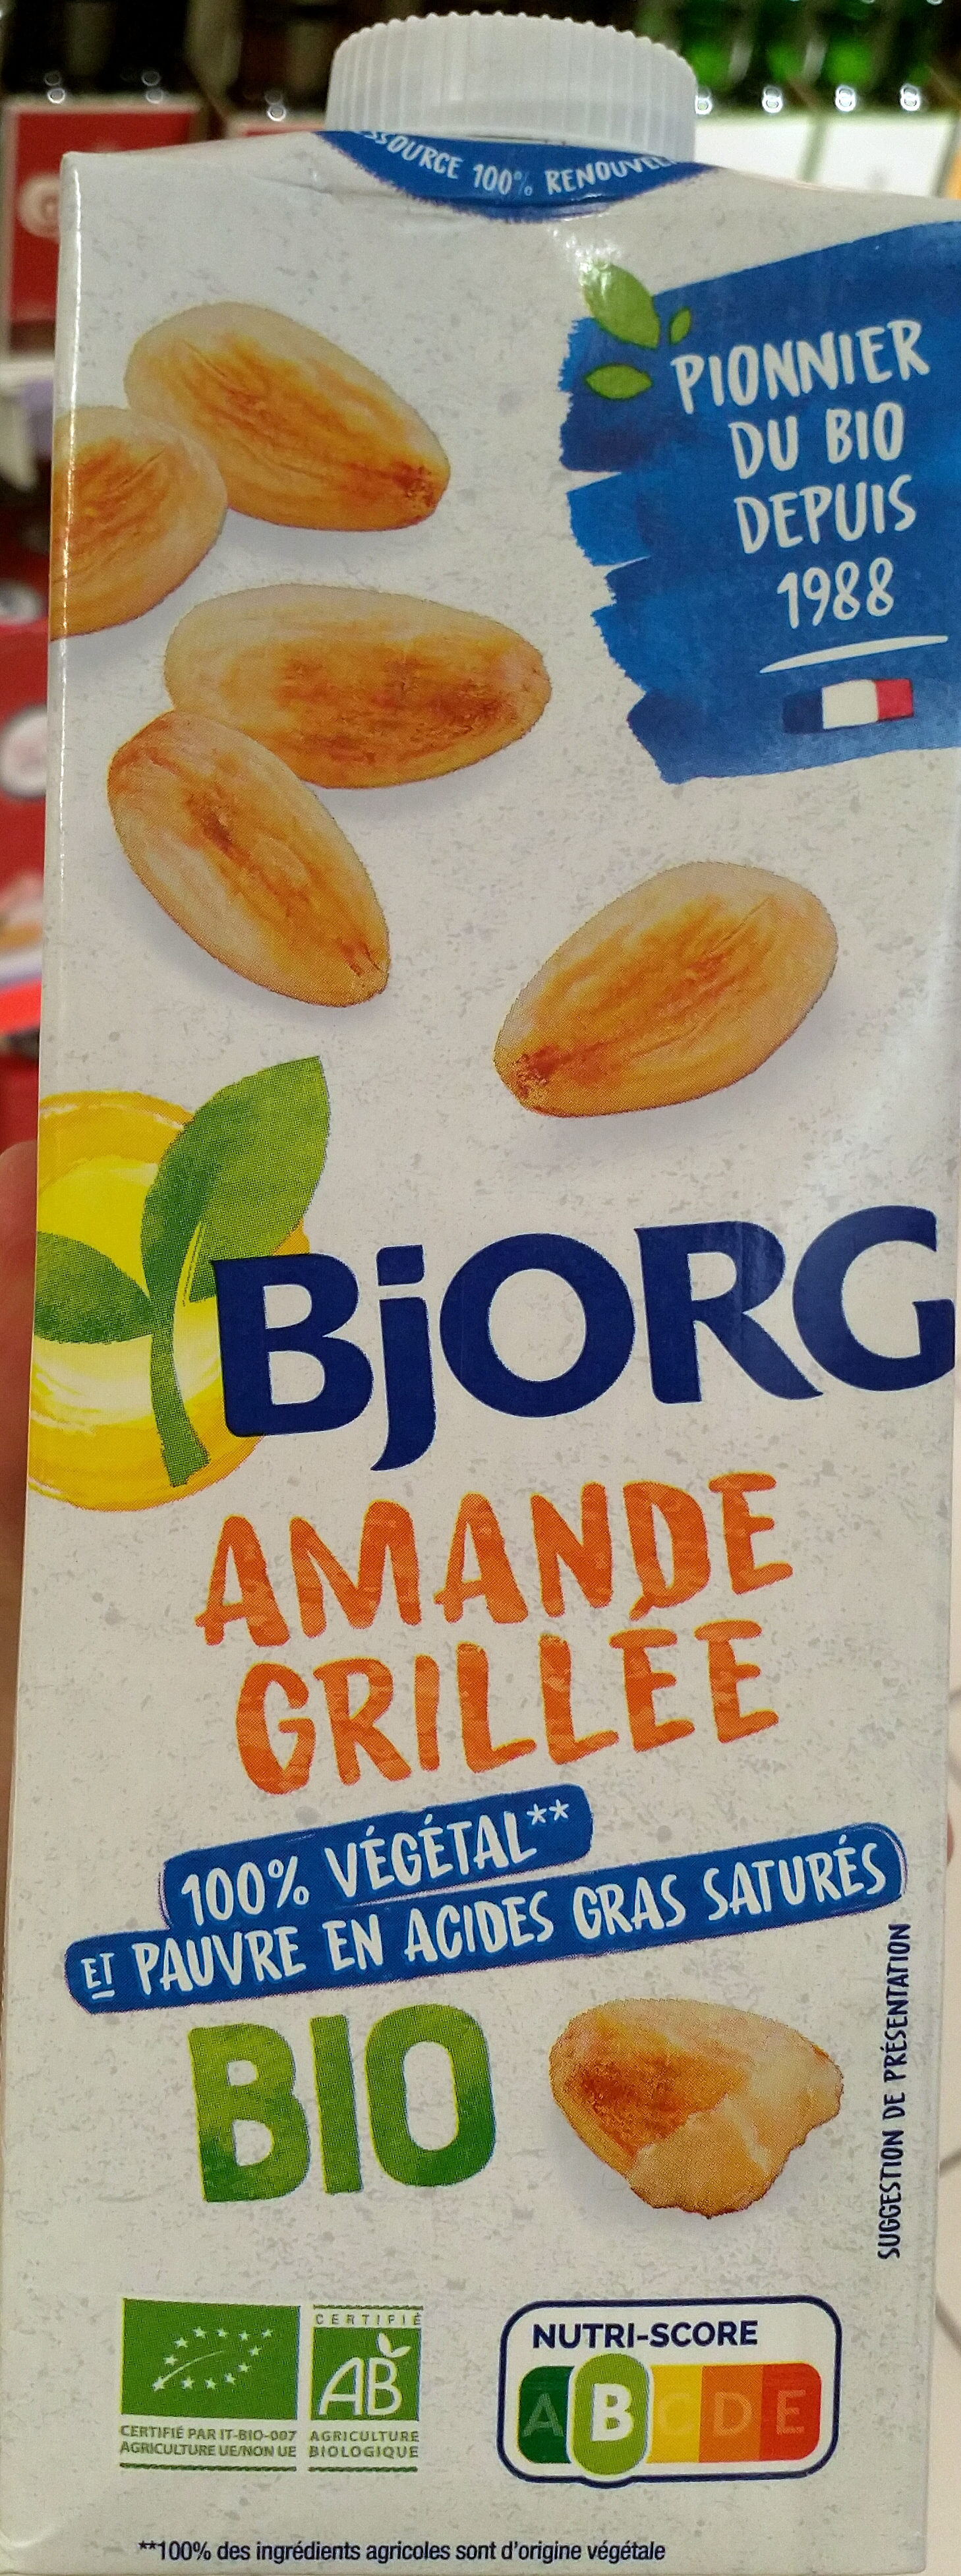 SOURCE 100% RENOUVEL
PIONNIER
DU BIO
DEPUIS
1988
BjORG
AMANDE
GRILLÉE
100% VÉGÉTAL**
ET PAUVRE EN ACIDES GRAS SATURÉS
BIO
SUGGESTION DE PRÉSENTATION
CERTIFIÉ
AB
CERTIFIÉ PAR IT-BIO-007
AGRICULTURE UE/NON UE
AGRICULTURE
BIOLOGIQUE
NUTRI-SCORE
A B C D E
**100% des ingrédients agricoles sont d'origine végétale